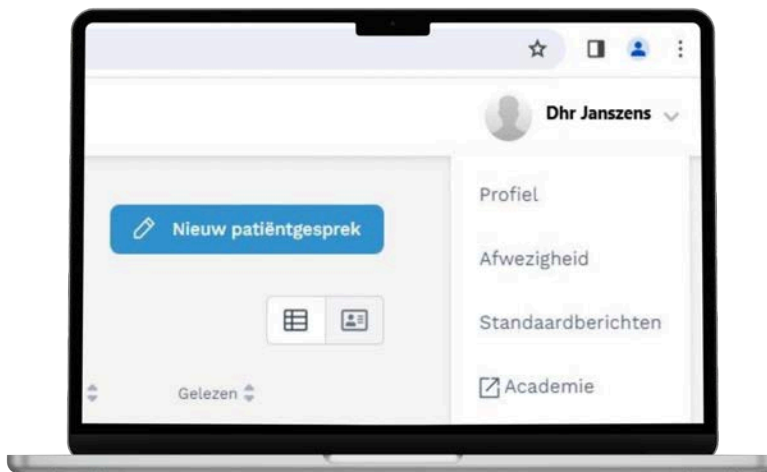 Dhr Janszens
Profiel
Nieuw patiëntgesprek
Afwezigheid
Standaardberichten
Gelezen
Academie